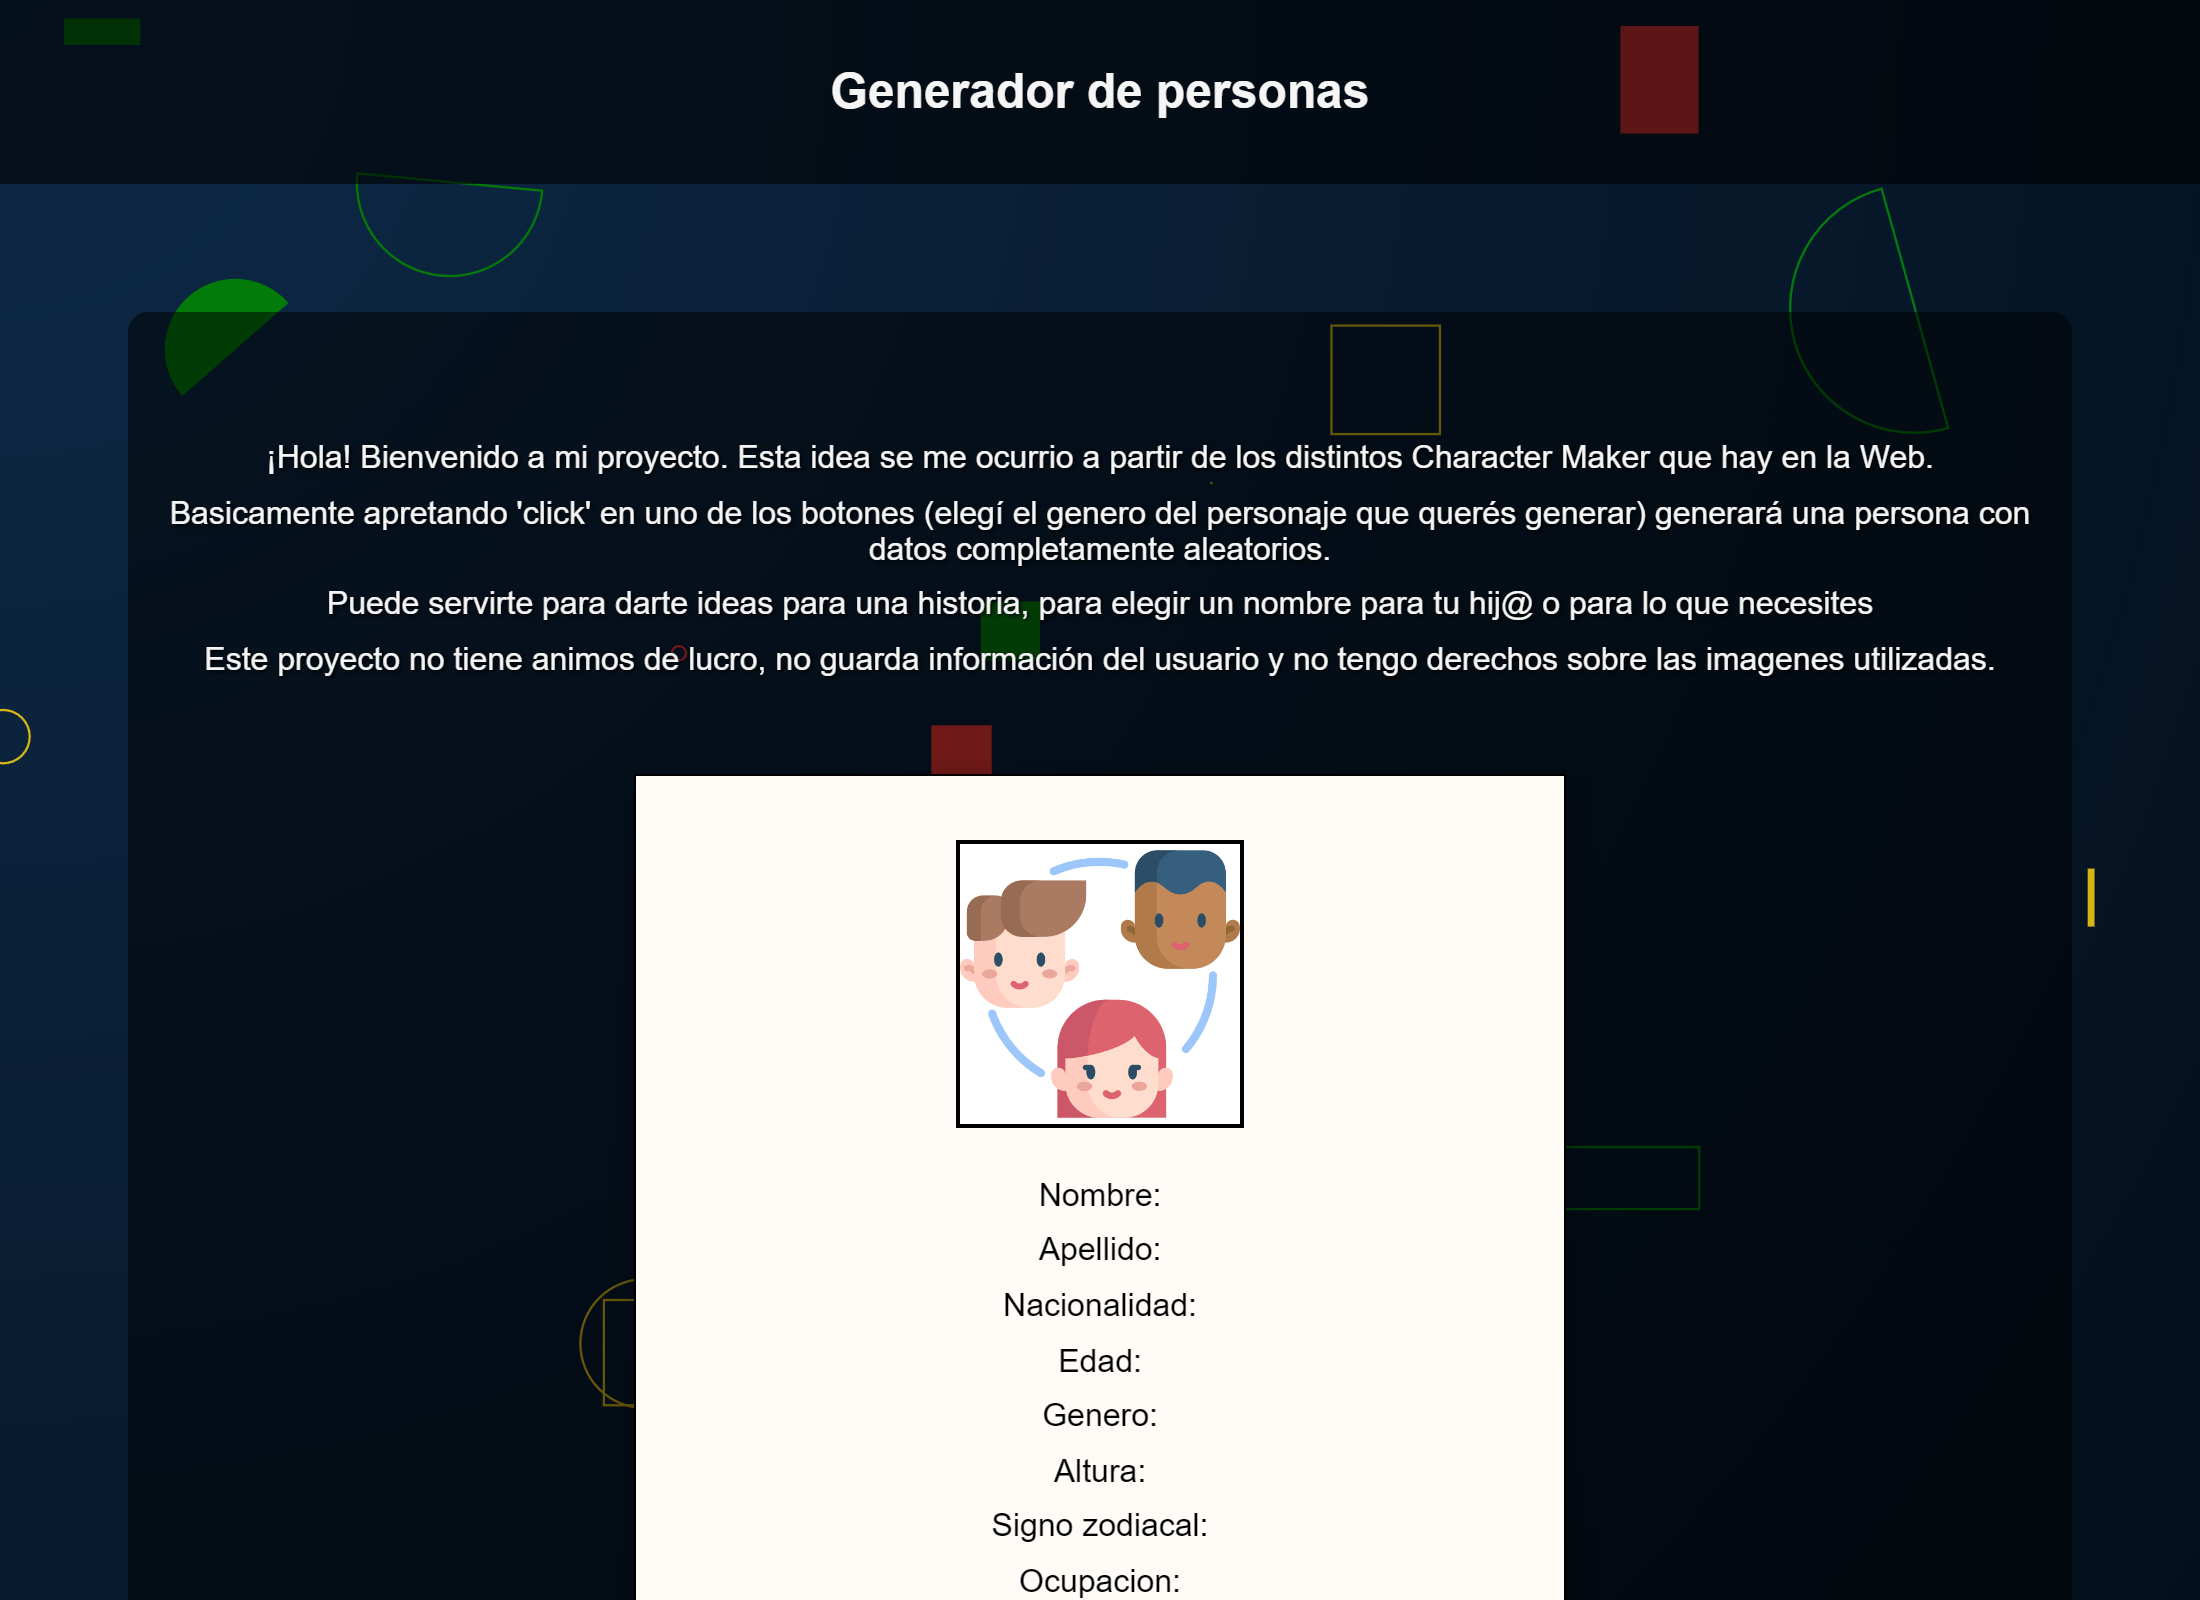 Generador de personas
¡Hola! Bienvenido a mi proyecto. Esta idea se me ocurrio a partir de los distintos Character Maker que hay en la Web.
Basicamente apretando 'click' en uno de los botones (elegí el genero del personaje que querés generar) generará una persona con
datos completamente aleatorios.
Puede servirte para darte ideas para una historia, para elegir un nombre para tu hij@ o para lo que necesites
Este proyecto no tiene animos de lucro, no guarda información del usuario y no tengo derechos sobre las imagenes utilizadas.
Nombre:
Apellido:
Nacionalidad:
Edad:
Genero:
Altura:
Signo zodiacal:
Ocupacion: